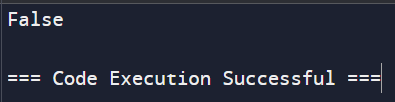 False
=== Code Execution Successful ===